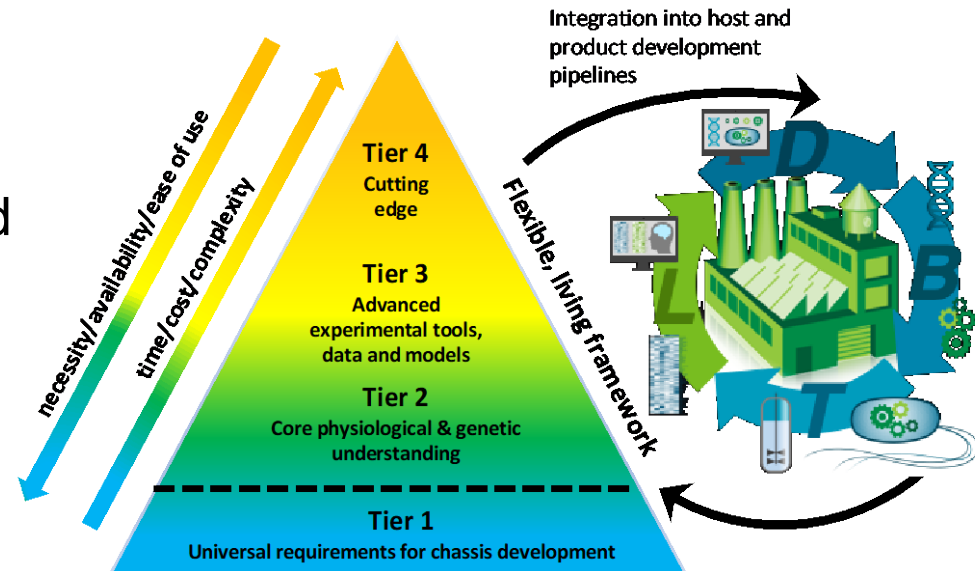 Integration into host and
product development
pipelines
d
necessity/availability/ease of use
time/cost/complexity
Tier 4
Cutting
edge
Tier 3
Advanced
experimental tools,
data and models
Tier 2
Core physiological & genetic
understanding
Tier 1
Universal requirements for chassis development
Flexible, living framework
D
B
T
L